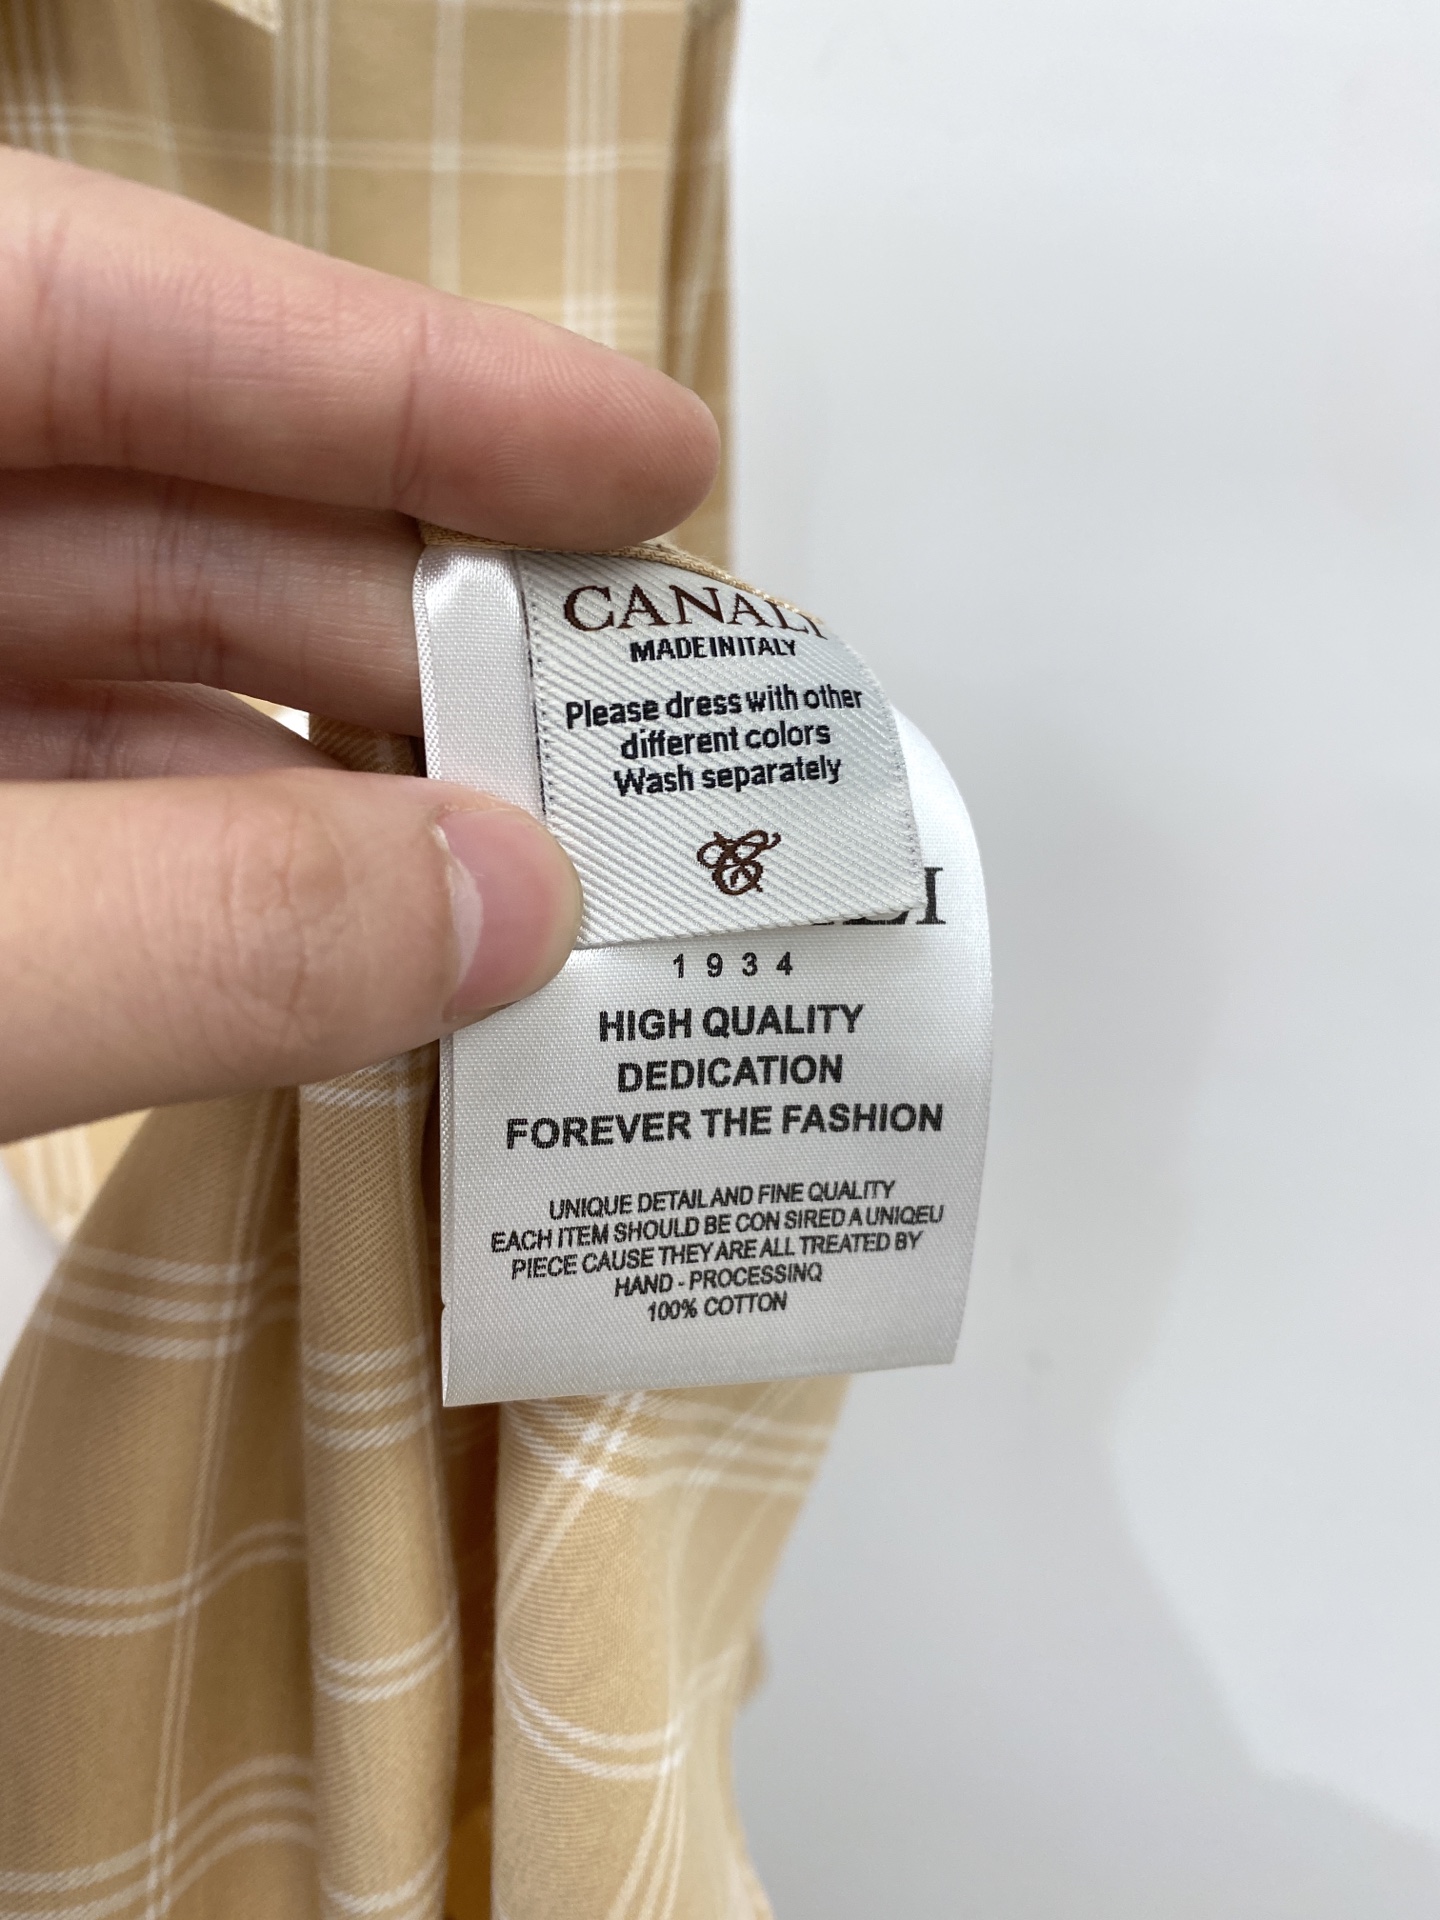 CANALI
MADE IN ITALY
Please dress with other
different colors
Wash separately
LI
1934
HIGH QUALITY
DEDICATION
FOREVER THE FASHION
UNIQUE DETAIL AND FINE QUALITY
EACH ITEM SHOULD BE CON SIRED A UNIQEU
PIECE CAUSE THEY ARE ALL TREATED BY
HAND - PROCESSINQ
100% COTTON